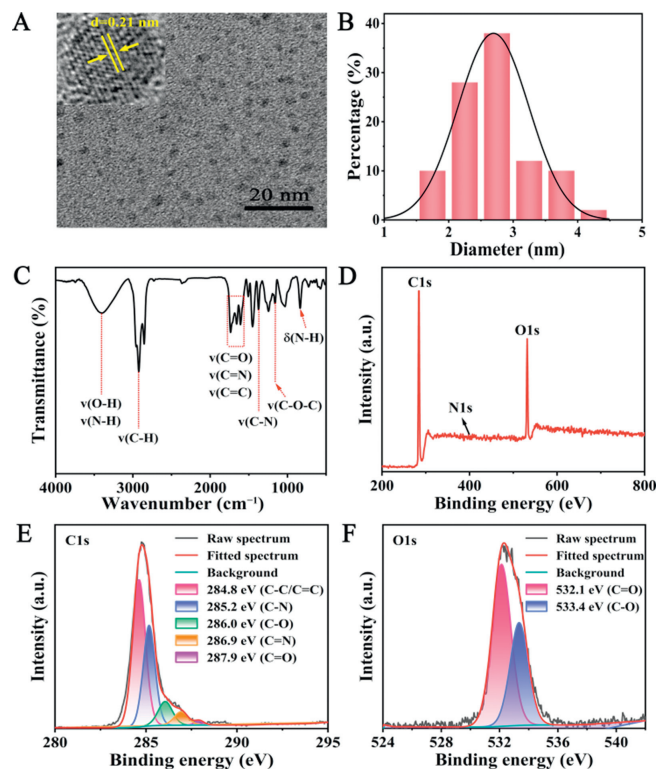 A
d=0.21 nm
20 nm
B
Percentage (%)
40
30
20
10
0
1 2 3 4 5
Diameter (nm)
C
Transmittance (%)
ν(O-H)
ν(N-H)
ν(C-H)
ν(C=O)
ν(C=N)
ν(C=C)
ν(C-N)
ν(C-O-C)
δ(N-H)
4000 3000 2000 1000 500
Wavenumber (cm⁻¹)
D
Intensity (a.u.)
C1s
N1s
O1s
200 300 400 500 600 700 800
Binding energy (eV)
E
C1s
Intensity (a.u.)
Raw spectrum
Fitted spectrum
Background
284.8 eV (C-C/C=C)
285.2 eV (C-N)
286.0 eV (C-O)
286.9 eV (C=N)
287.9 eV (C=O)
280 285 290 295
Binding energy (eV)
F
O1s
Intensity (a.u.)
Raw spectrum
Fitted spectrum
Background
532.1 eV (C=O)
533.4 eV (C-O)
524 528 532 536 540
Binding energy (eV)